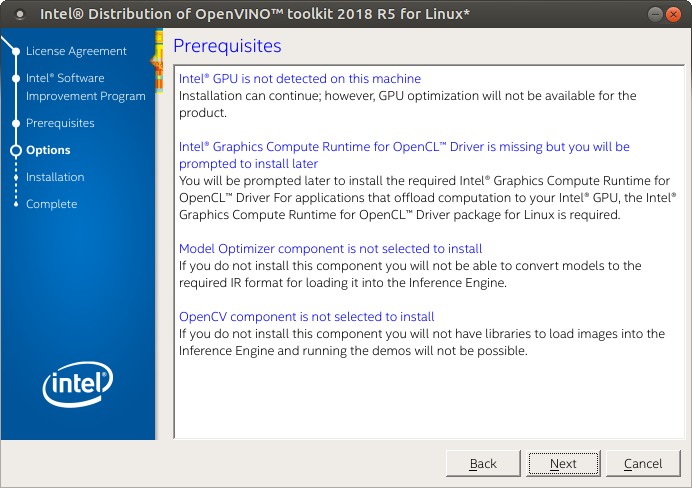 Intel® Distribution of OpenVINO™ toolkit 2018 R5 for Linux*
License Agreement
Intel® Software
Improvement Program
Prerequisites
Options
Installation
Complete
intel®
Prerequisites
Intel® GPU is not detected on this machine
Installation can continue; however, GPU optimization will not be available for the
product.
Intel® Graphics Compute Runtime for OpenCL™ Driver is missing but you will be
prompted to install later
You will be prompted later to install the required Intel® Graphics Compute Runtime for
OpenCL™ Driver For applications that offload computation to your Intel® GPU, the Intel®
Graphics Compute Runtime for OpenCL™ Driver package for Linux is required.
Model Optimizer component is not selected to install
If you do not install this component you will not be able to convert models to the
required IR format for loading it into the Inference Engine.
OpenCV component is not selected to install
If you do not install this component you will not have libraries to load images into the
Inference Engine and running the demos will not be possible.
Back Next Cancel